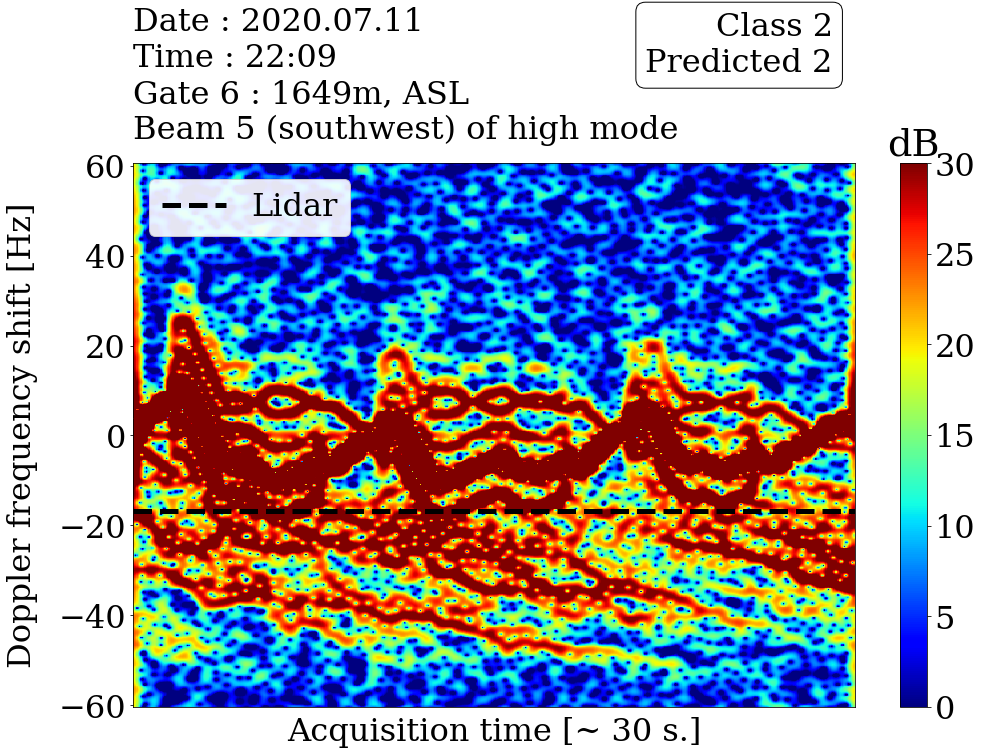 Date : 2020.07.11
Time : 22:09
Gate 6 : 1649m, ASL
Beam 5 (southwest) of high mode
Class 2
Predicted 2
dB
Lidar
Doppler frequency shift [Hz]
60
40
20
0
−20
−40
−60
30
25
20
15
10
5
0
Acquisition time [~ 30 s.]